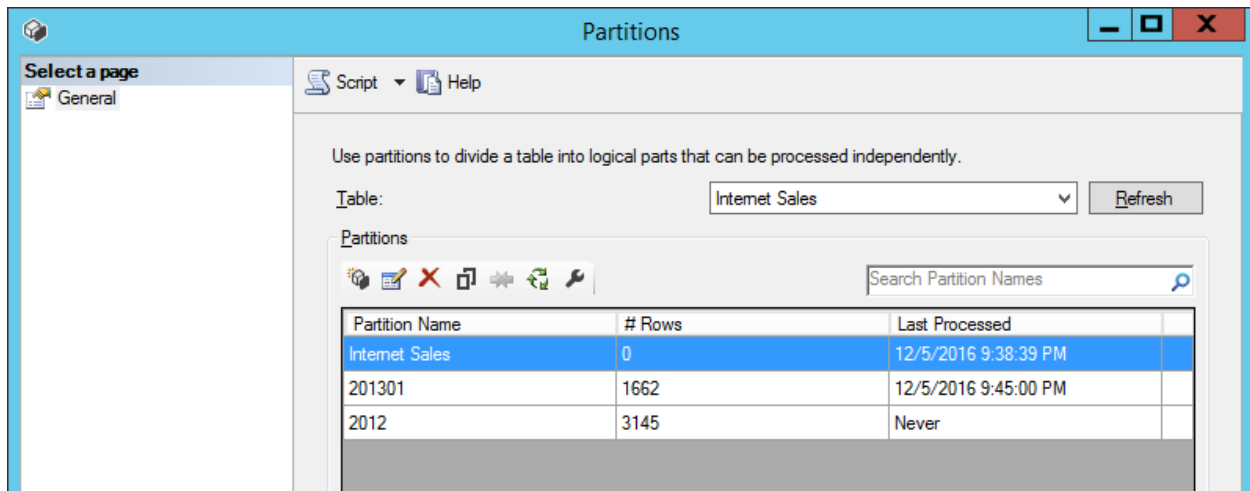 Partitions
Select a page
General
Script Help
Use partitions to divide a table into logical parts that can be processed independently.
Table: Internet Sales Refresh
Partitions
Search Partition Names
Partition Name # Rows Last Processed
Internet Sales 0 12/5/2016 9:38:39 PM
201301 1662 12/5/2016 9:45:00 PM
2012 3145 Never